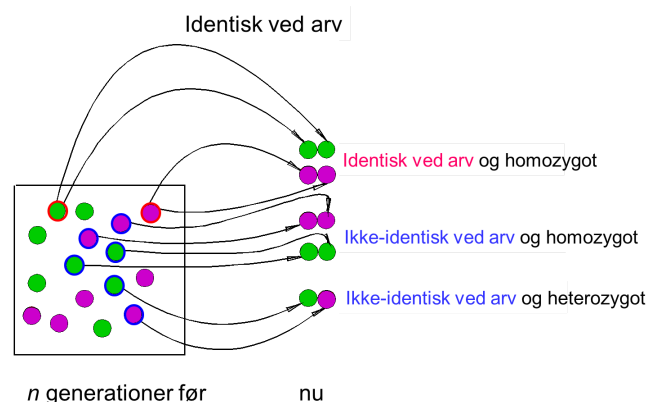 Identisk ved arv
Identisk ved arv og homozygot
Ikke-identisk ved arv og homozygot
Ikke-identisk ved arv og heterozygot
n generationer før
nu